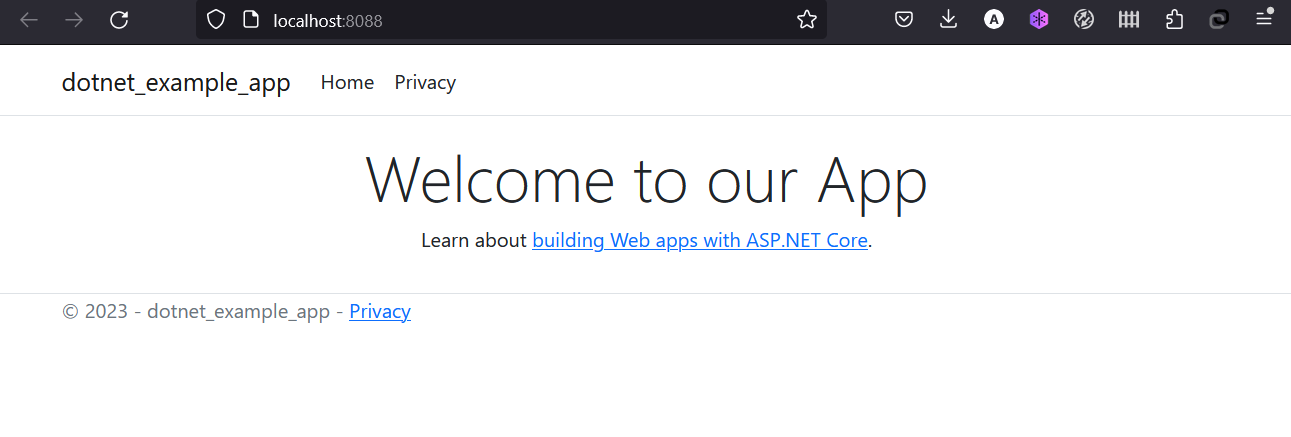 localhost:8088
A
dotnet_example_app Home Privacy
Welcome to our App
Learn about building Web apps with ASP.NET Core.
© 2023 - dotnet_example_app - Privacy